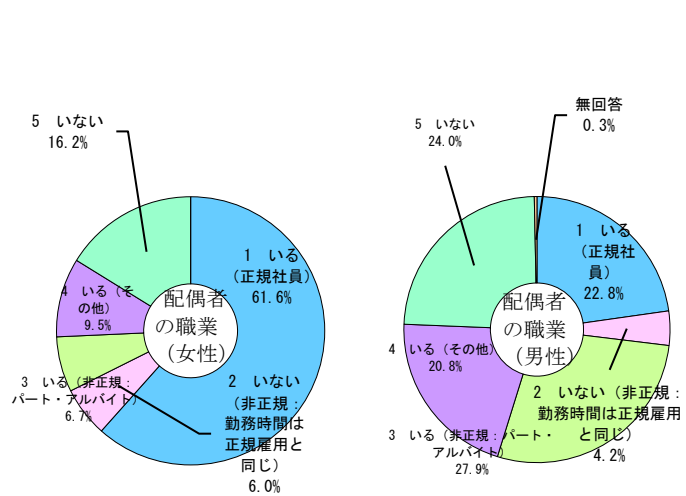 5　いない
16.2%
1　いる
（正規社員）
61.6%
4　いる（そ
の他）
9.5%
配偶者
の職業
（女性）
3　いる（非正規：
パート・アルバイト）
6.7%
2　いない
（非正規：
勤務時間は
正規雇用と
同じ）
6.0%
無回答
0.3%
5　いない
24.0%
1　いる
（正規社
員）
22.8%
配偶者
の職業
（男性）
4　いる（その他）
20.8%
2　いない（非正規：
勤務時間は正規雇用
と同じ）
4.2%
3　いる（非正規：パート・
アルバイト）
27.9%